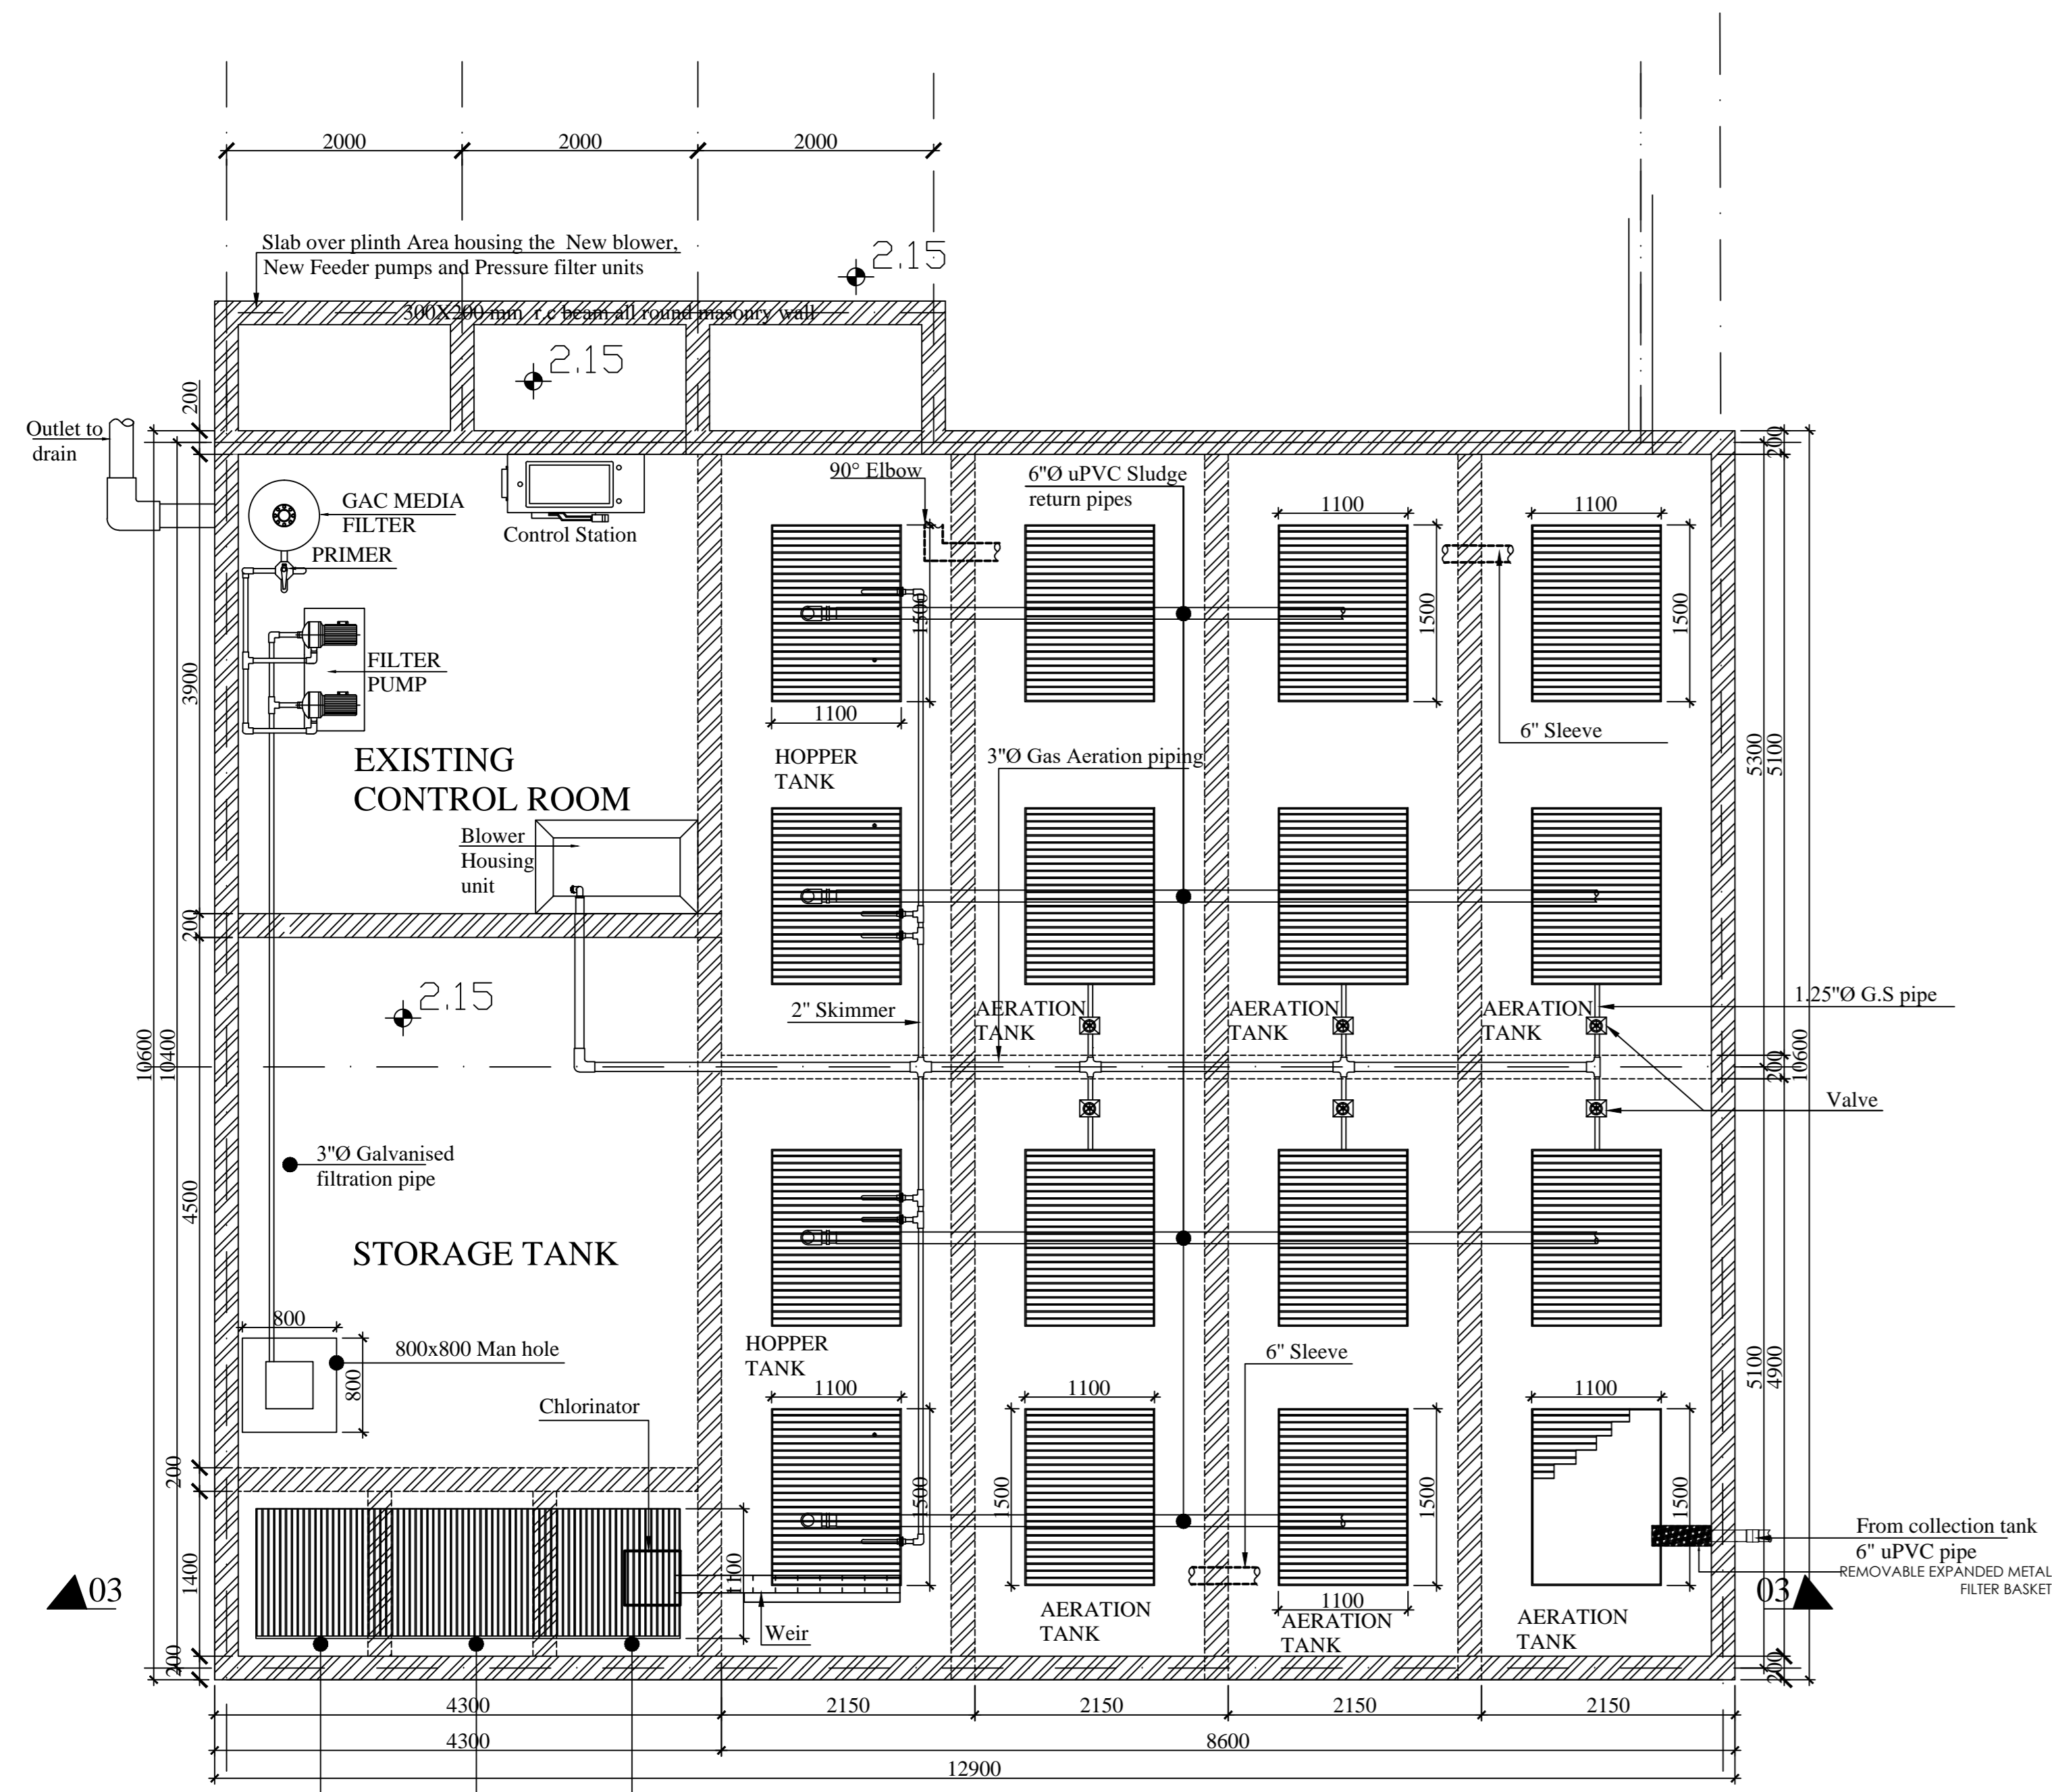 2000
2000
2000
Slab over plinth Area housing the  New blower,
New Feeder pumps and Pressure filter units
2.15
300X200 mm  r.c beam all round masonry wall
2.15
200
Outlet to
drain
200
90° Elbow
6"Ø uPVC Sludge
return pipes
1100
1100
GAC MEDIA
FILTER
Control Station
PRIMER
1500
1500
1500
FILTER
PUMP
3900
1100
6" Sleeve
EXISTING
CONTROL ROOM
HOPPER
TANK
3"Ø Gas Aeration piping
5300
5100
Blower
Housing
unit
200
2.15
2" Skimmer
AERATION
TANK
AERATION
TANK
AERATION
TANK
1.25"Ø G.S pipe
10600
10400
200
10600
Valve
3"Ø Galvanised
filtration pipe
4500
STORAGE TANK
800
800x800 Man hole
800
HOPPER
TANK
6" Sleeve
5100
4900
1100
1100
1100
Chlorinator
200
1500
1500
1500
1500
1400
1100
From collection tank
6" uPVC pipe
REMOVABLE EXPANDED METAL
FILTER BASKET
03
03
Weir
1100
AERATION
TANK
AERATION
TANK
AERATION
TANK
200
200
4300
2150
2150
2150
2150
4300
8600
12900